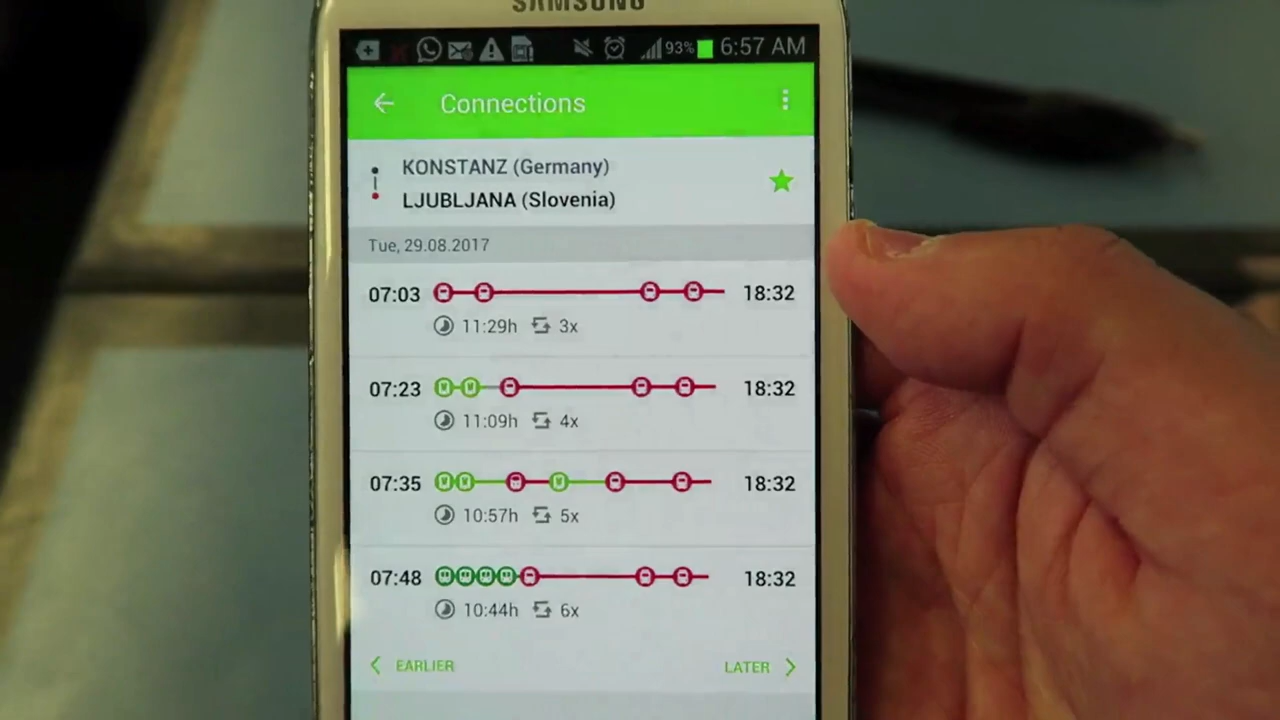 SAMSUNG
93% 6:57 AM
Connections
KONSTANZ (Germany)
LJUBLJANA (Slovenia)
Tue, 29.08.2017
07:03 18:32
11:29h 3x
07:23 18:32
11:09h 4x
07:35 18:32
10:57h 5x
07:48 18:32
10:44h 6x
EARLIER LATER